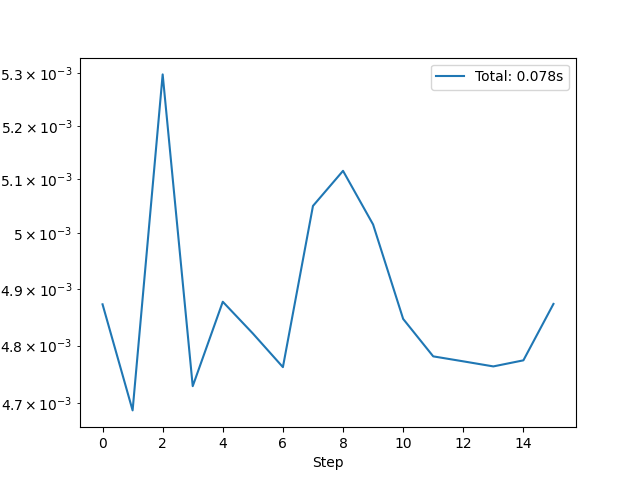 Total: 0.078s
5.3 × 10⁻³
5.2 × 10⁻³
5.1 × 10⁻³
5 × 10⁻³
4.9 × 10⁻³
4.8 × 10⁻³
4.7 × 10⁻³
0 2 4 6 8 10 12 14
Step